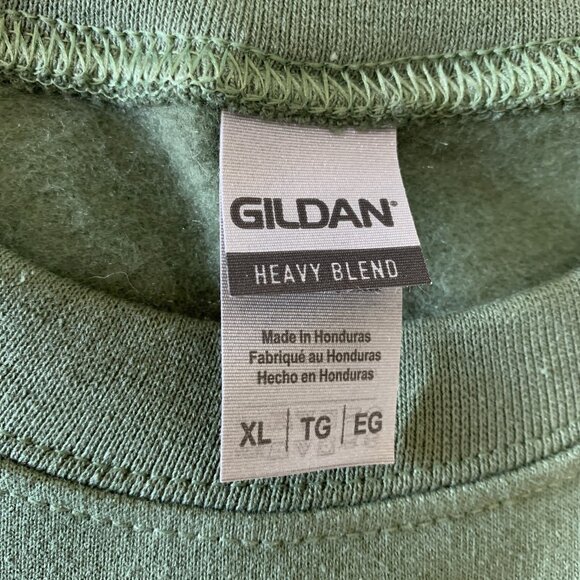 GILDAN®
HEAVY BLEND
Made in Honduras
Fabriqué au Honduras
Hecho en Honduras
XL | TG | EG